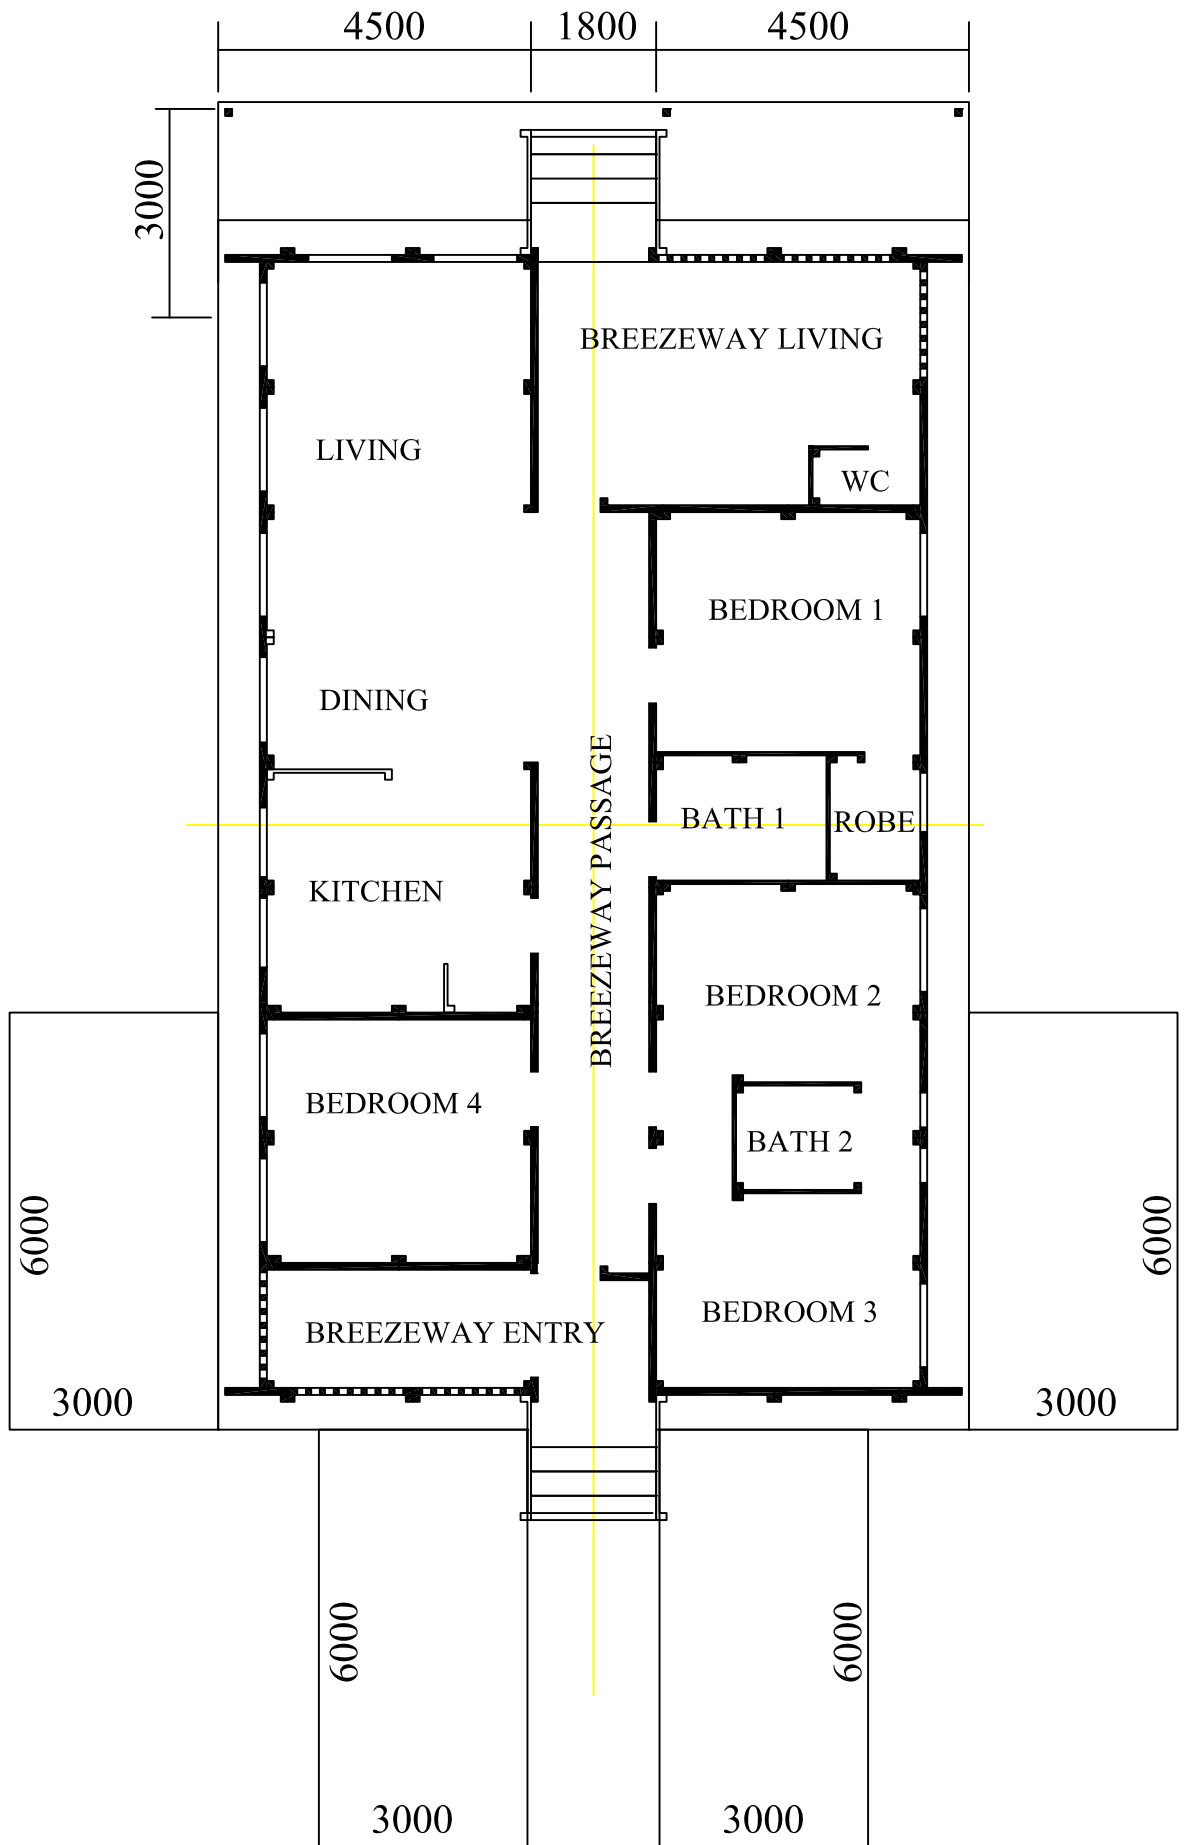 4500
1800
4500
3000
BREEZEWAY LIVING
LIVING
WC
BEDROOM 1
DINING
BREEZEWAY PASSAGE
BATH 1
ROBE
KITCHEN
BEDROOM 2
BEDROOM 4
BATH 2
6000
6000
BEDROOM 3
BREEZEWAY ENTRY
3000
3000
6000
6000
3000
3000